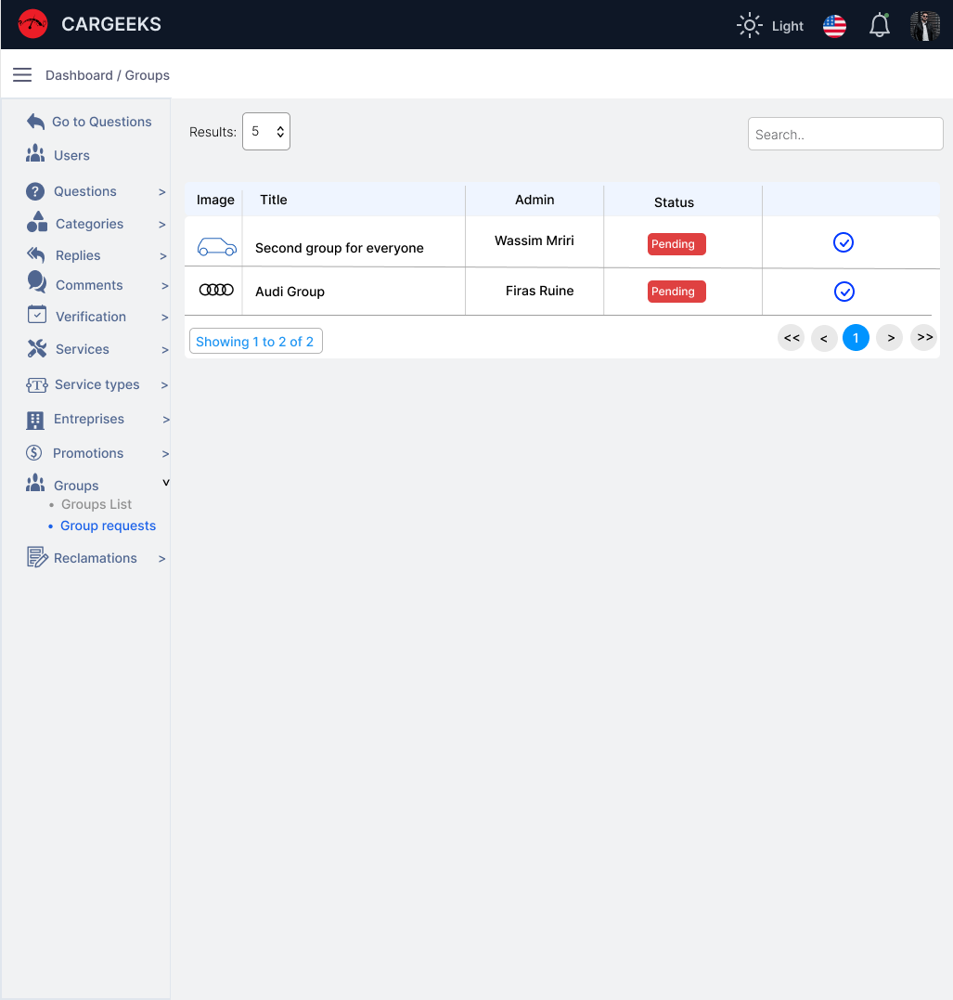 CARGEEKS
Light
Dashboard / Groups
Go to Questions
Users
Questions >
Categories >
Replies >
Comments >
Verification >
Services >
Service types >
Entreprises >
Promotions >
Groups v
• Groups List
• Group requests
Reclamations >
Results: 5
Search..
Image Title Admin Status
Second group for everyone Wassim Mriri Pending
Audi Group Firas Ruine Pending
Showing 1 to 2 of 2
<< < 1 > >>